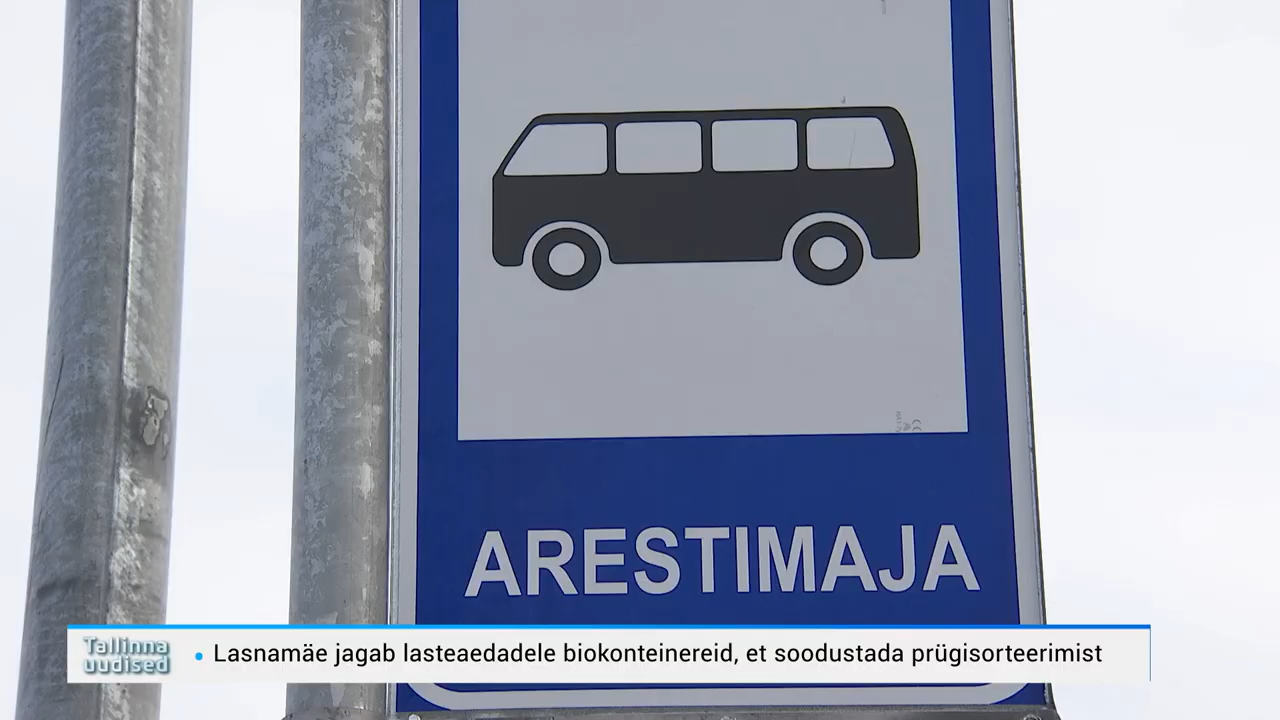 ARESTIMAJA
Tallinna
uudised
• Lasnamäe jagab lasteaedadele biokonteinereid, et soodustada prügisorteerimist